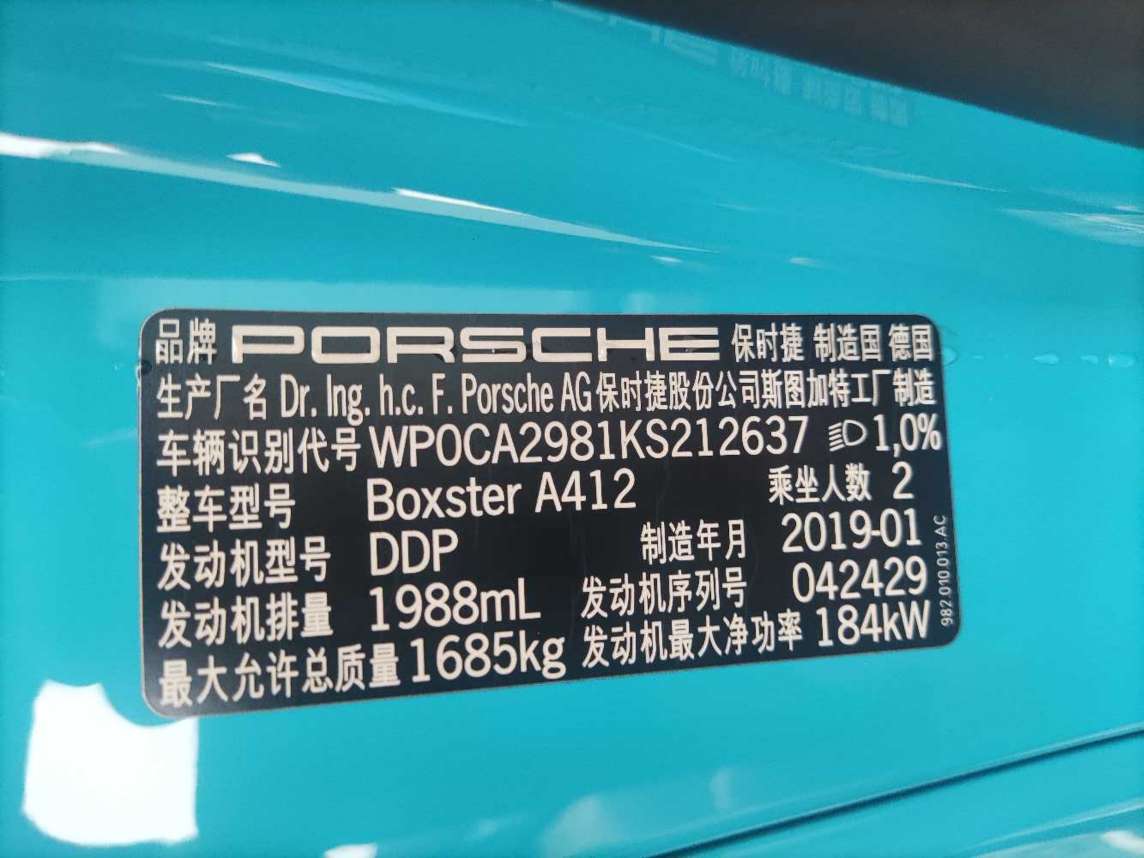 品牌 PORSCHE 保时捷 制造国 德国
生产厂名 Dr. Ing. h.c. F. Porsche AG 保时捷股份公司斯图加特工厂制造
车辆识别代号 WP0CA2981KS212637 1,0%
整车型号 Boxster A412 乘坐人数 2
发动机型号 DDP 制造年月 2019-01
发动机排量 1988mL 发动机序列号 042429
最大允许总质量 1685kg 发动机最大净功率 184kW
982.010.013.AC